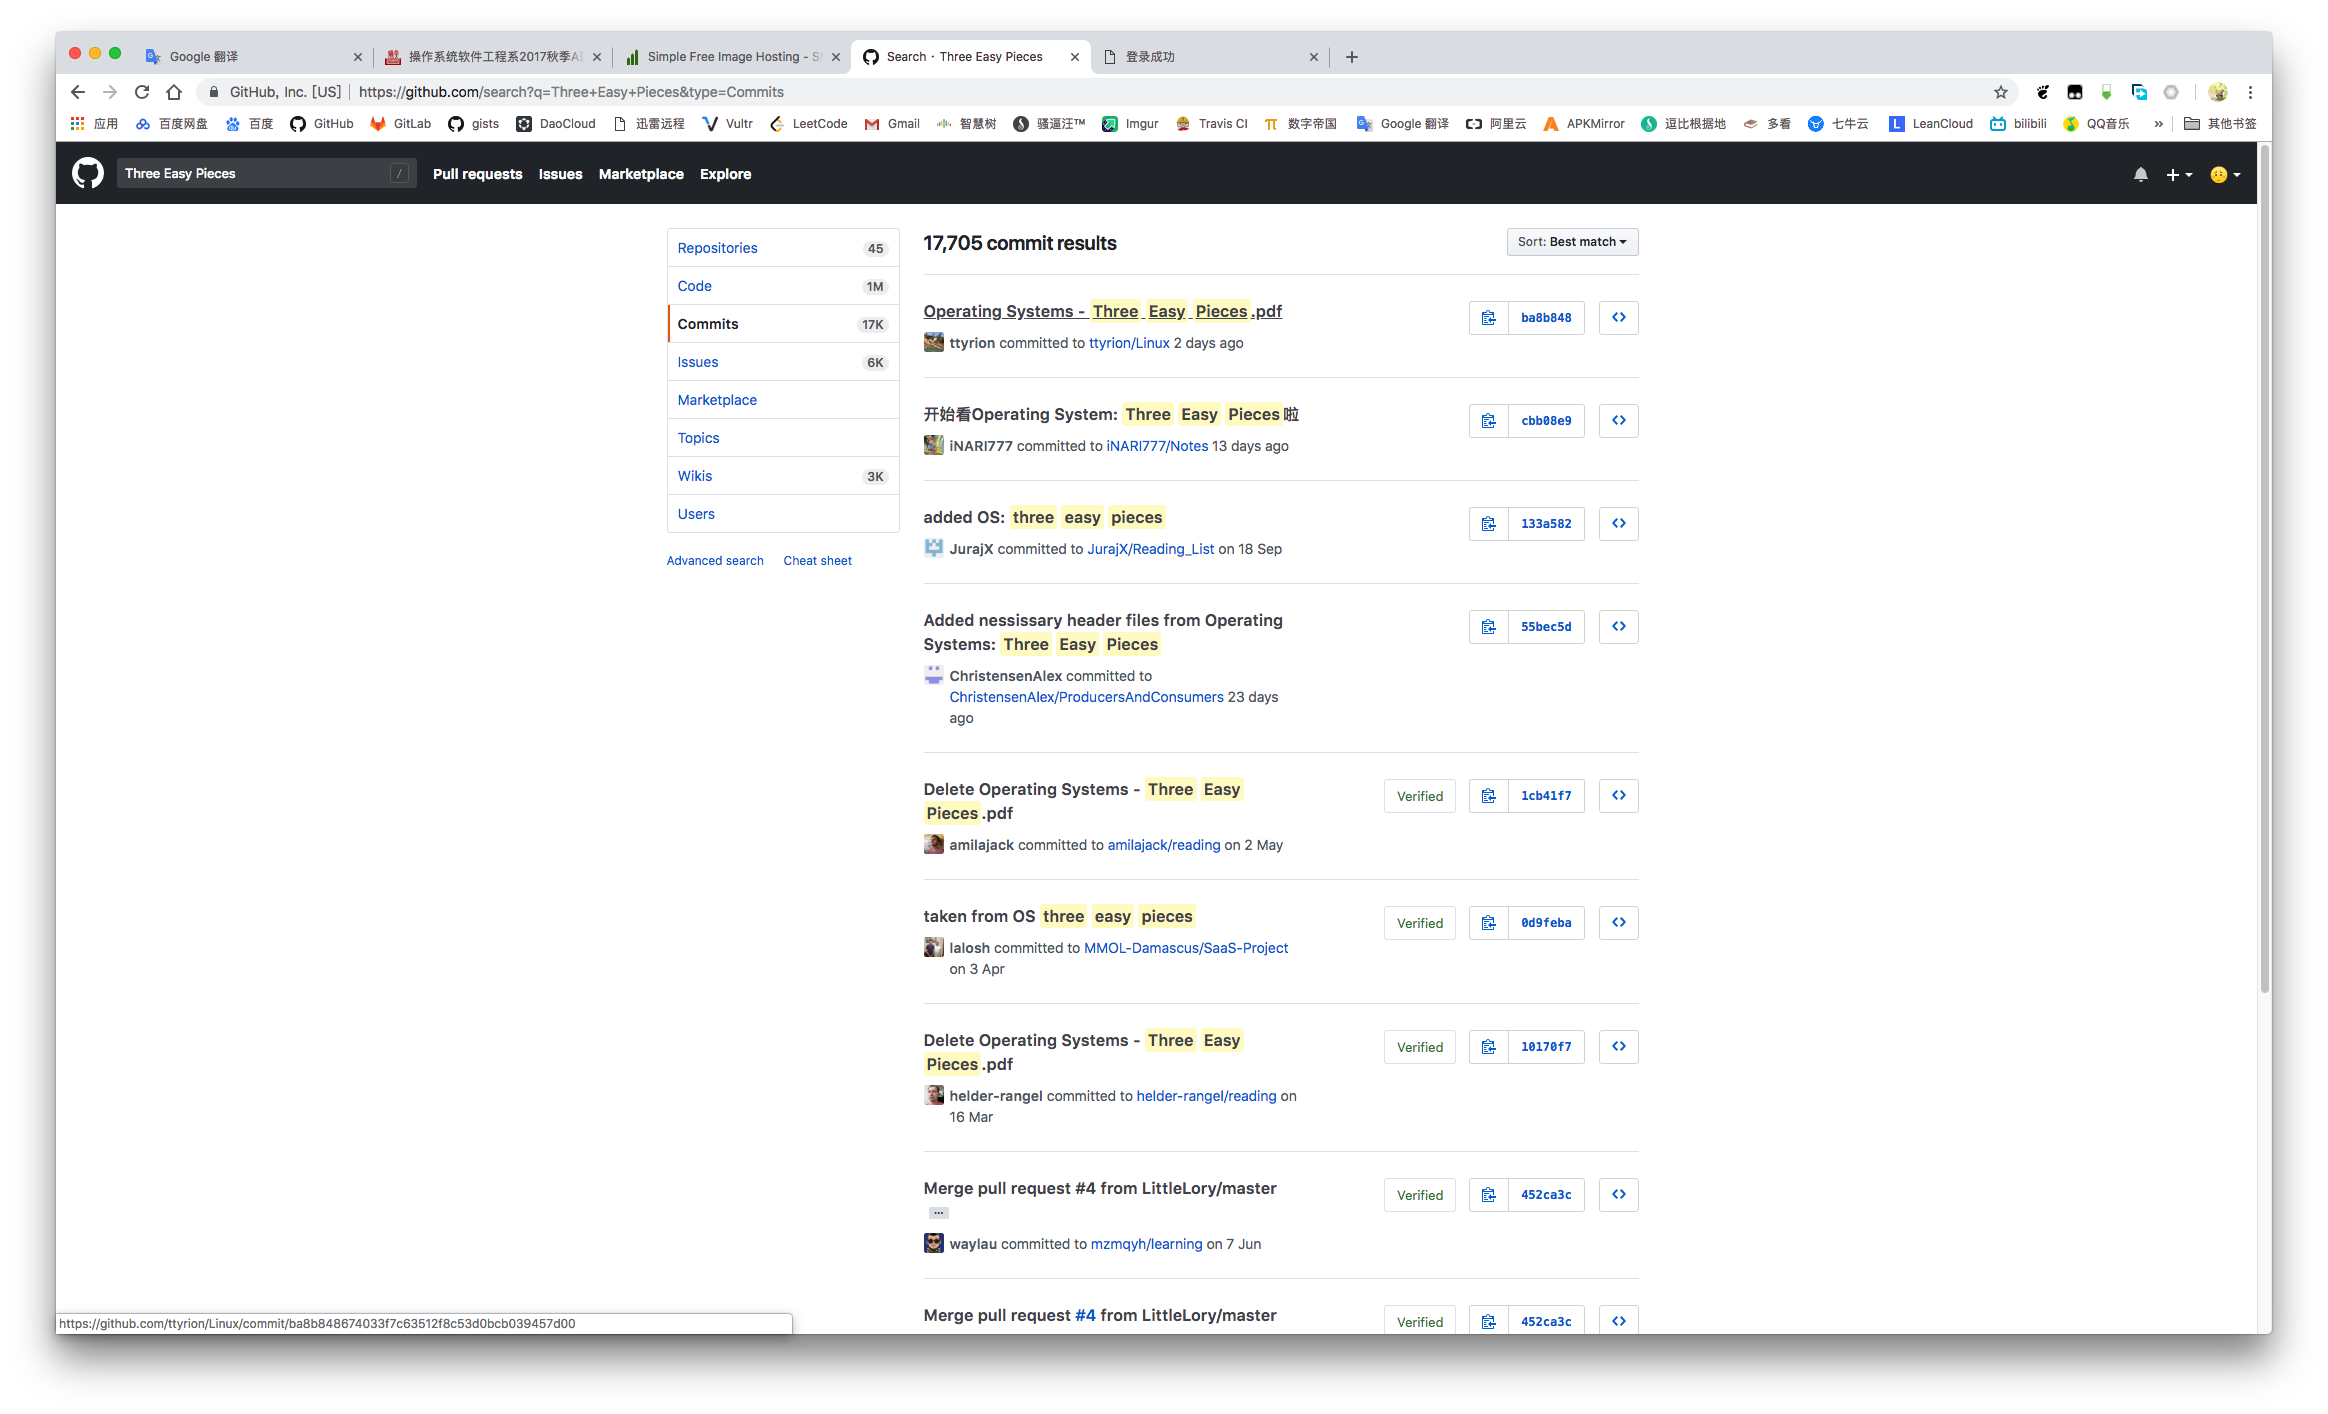 Google 翻译
操作系统软件工程系2017秋季A
Simple Free Image Hosting - S
Search · Three Easy Pieces
登录成功
GitHub, Inc. [US] https://github.com/search?q=Three+Easy+Pieces&type=Commits
应用 百度网盘 百度 GitHub GitLab gists DaoCloud 迅雷远程 Vultr LeetCode Gmail 智慧树 骚逼汪™ Imgur Travis CI 数字帝国 Google 翻译 阿里云 APKMirror 逗比根据地 多看 七牛云 LeanCloud bilibili QQ音乐 » 其他书签
Three Easy Pieces / Pull requests Issues Marketplace Explore
Repositories 45
Code 1M
Commits 17K
Issues 6K
Marketplace
Topics
Wikis 3K
Users
Advanced search Cheat sheet
17,705 commit results Sort: Best match
Operating Systems - Three Easy Pieces.pdf ba8b848
ttyrion committed to ttyrion/Linux 2 days ago
开始看Operating System: Three Easy Pieces啦 cbb08e9
iNARI777 committed to iNARI777/Notes 13 days ago
added OS: three easy pieces 133a582
JurajX committed to JurajX/Reading_List on 18 Sep
Added nessissary header files from Operating 55bec5d
Systems: Three Easy Pieces
ChristensenAlex committed to
ChristensenAlex/ProducersAndConsumers 23 days
ago
Delete Operating Systems - Three Easy Verified 1cb41f7
Pieces.pdf
amilajack committed to amilajack/reading on 2 May
taken from OS three easy pieces Verified 0d9feba
lalosh committed to MMOL-Damascus/SaaS-Project
on 3 Apr
Delete Operating Systems - Three Easy Verified 10170f7
Pieces.pdf
helder-rangel committed to helder-rangel/reading on
16 Mar
Merge pull request #4 from LittleLory/master Verified 452ca3c
…
waylau committed to mzmqyh/learning on 7 Jun
Merge pull request #4 from LittleLory/master Verified 452ca3c
https://github.com/ttyrion/Linux/commit/ba8b848674033f7c63512f8c53d0bcb039457d00